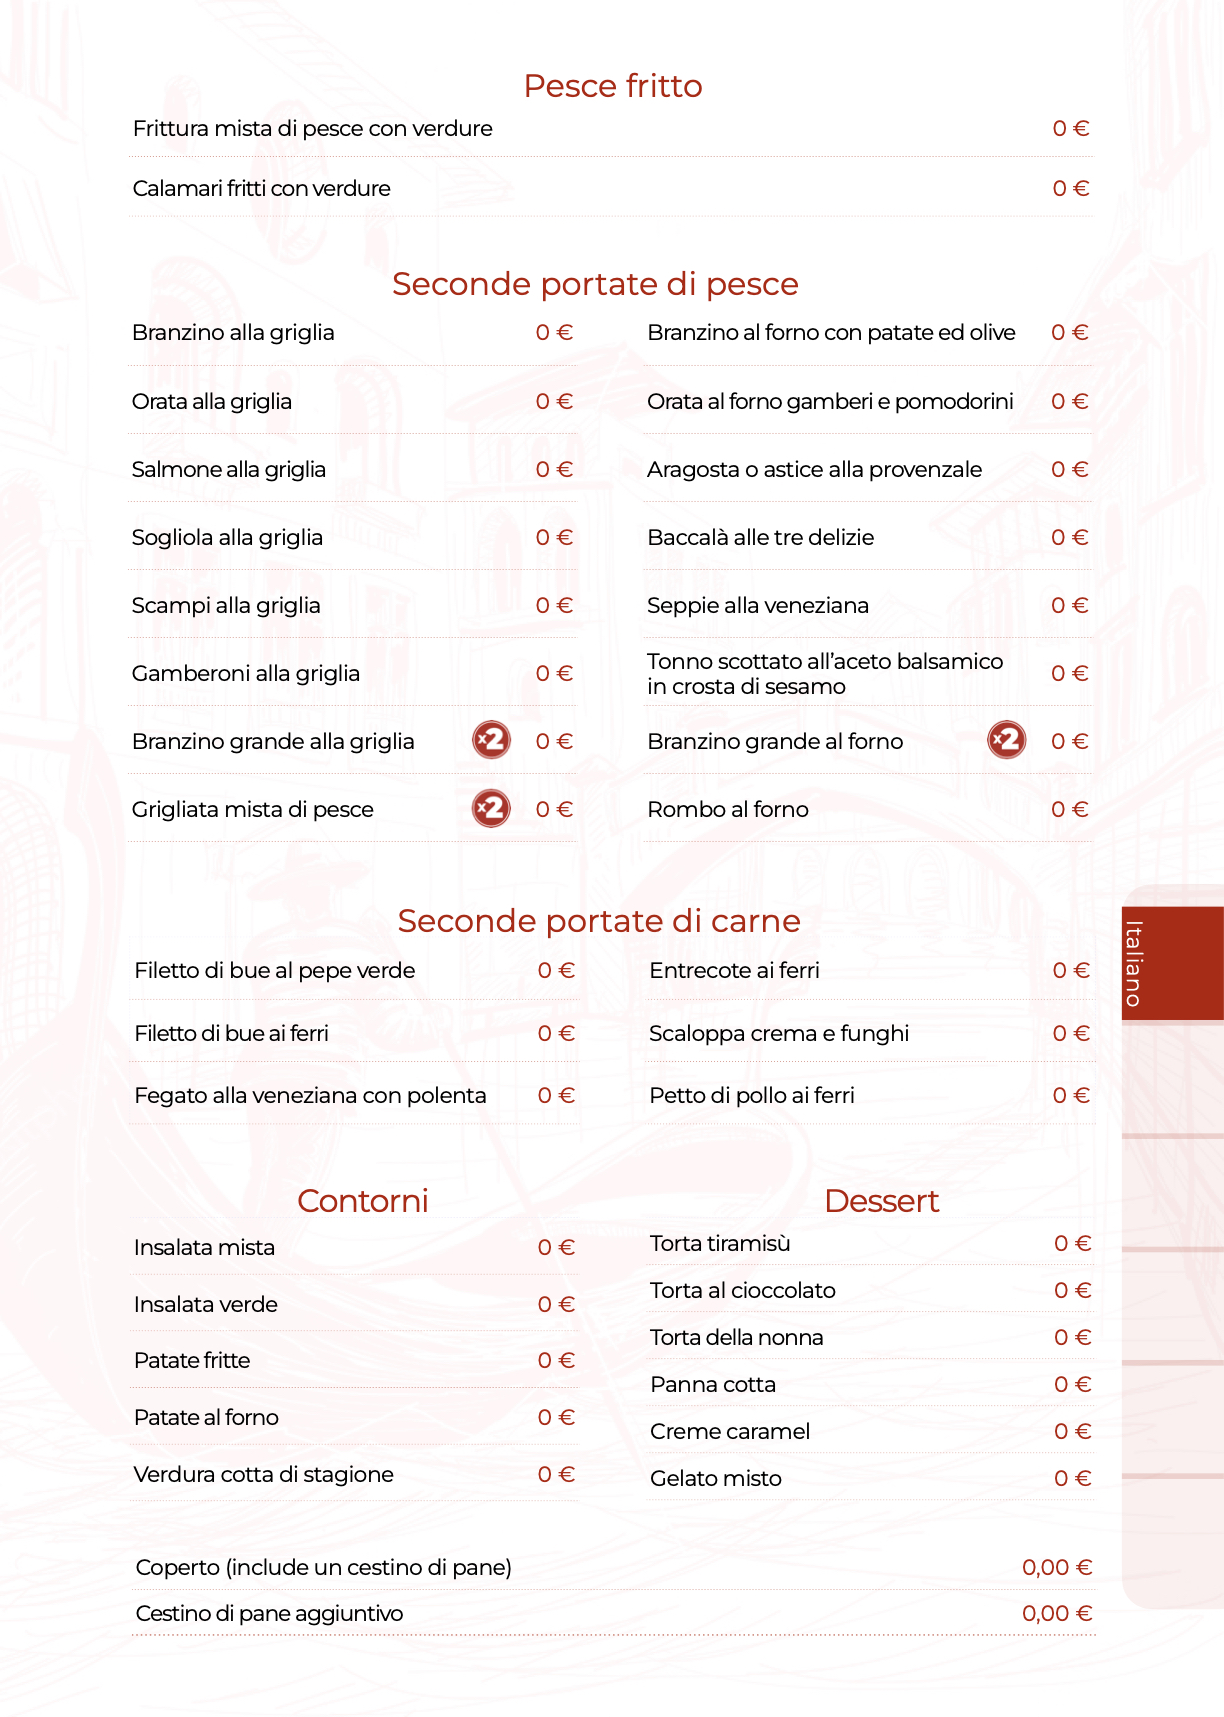 Pesce fritto
Frittura mista di pesce con verdure 0 €
Calamari fritti con verdure 0 €
Seconde portate di pesce
Branzino alla griglia 0 €
Orata alla griglia 0 €
Salmone alla griglia 0 €
Sogliola alla griglia 0 €
Scampi alla griglia 0 €
Gamberoni alla griglia 0 €
Branzino grande alla griglia x2 0 €
Grigliata mista di pesce x2 0 €
Branzino al forno con patate ed olive 0 €
Orata al forno gamberi e pomodorini 0 €
Aragosta o astice alla provenzale 0 €
Baccalà alle tre delizie 0 €
Seppie alla veneziana 0 €
Tonno scottato all'aceto balsamico
in crosta di sesamo 0 €
Branzino grande al forno x2 0 €
Rombo al forno 0 €
Seconde portate di carne
Filetto di bue al pepe verde 0 €
Filetto di bue ai ferri 0 €
Fegato alla veneziana con polenta 0 €
Entrecote ai ferri 0 €
Scaloppa crema e funghi 0 €
Petto di pollo ai ferri 0 €
Contorni
Insalata mista 0 €
Insalata verde 0 €
Patate fritte 0 €
Patate al forno 0 €
Verdura cotta di stagione 0 €
Dessert
Torta tiramisù 0 €
Torta al cioccolato 0 €
Torta della nonna 0 €
Panna cotta 0 €
Creme caramel 0 €
Gelato misto 0 €
Coperto (include un cestino di pane) 0,00 €
Cestino di pane aggiuntivo 0,00 €
Italiano